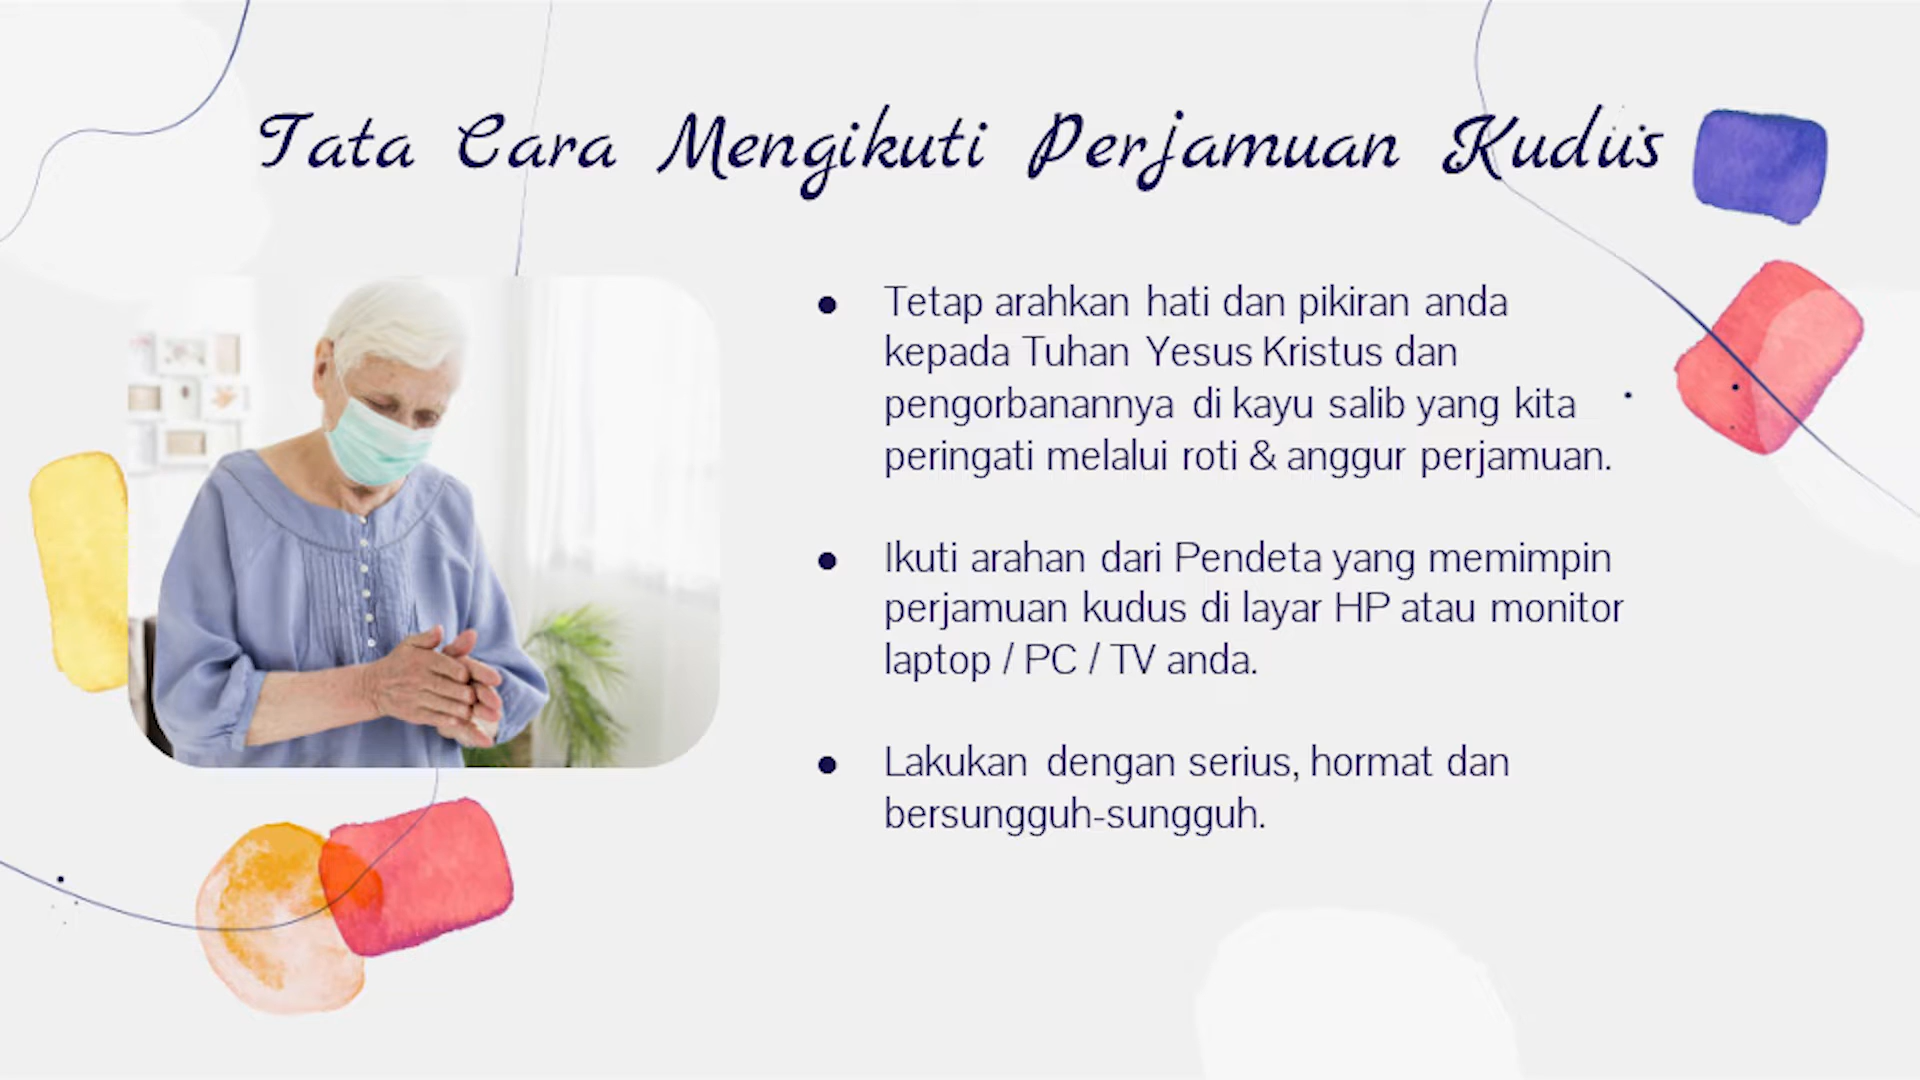 Tata Cara Mengikuti Perjamuan Kudus
● Tetap arahkan hati dan pikiran anda
kepada Tuhan Yesus Kristus dan
pengorbanannya di kayu salib yang kita
peringati melalui roti & anggur perjamuan.
● Ikuti arahan dari Pendeta yang memimpin
perjamuan kudus di layar HP atau monitor
laptop / PC / TV anda.
● Lakukan dengan serius, hormat dan
bersungguh-sungguh.